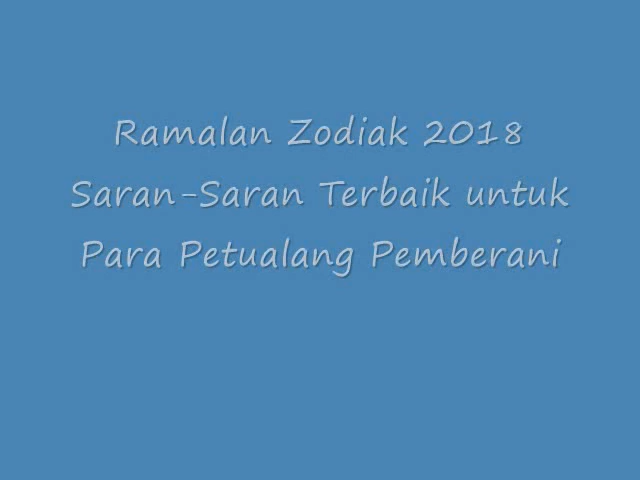 Ramalan Zodiak 2018
Saran-Saran Terbaik untuk
Para Petualang Pemberani